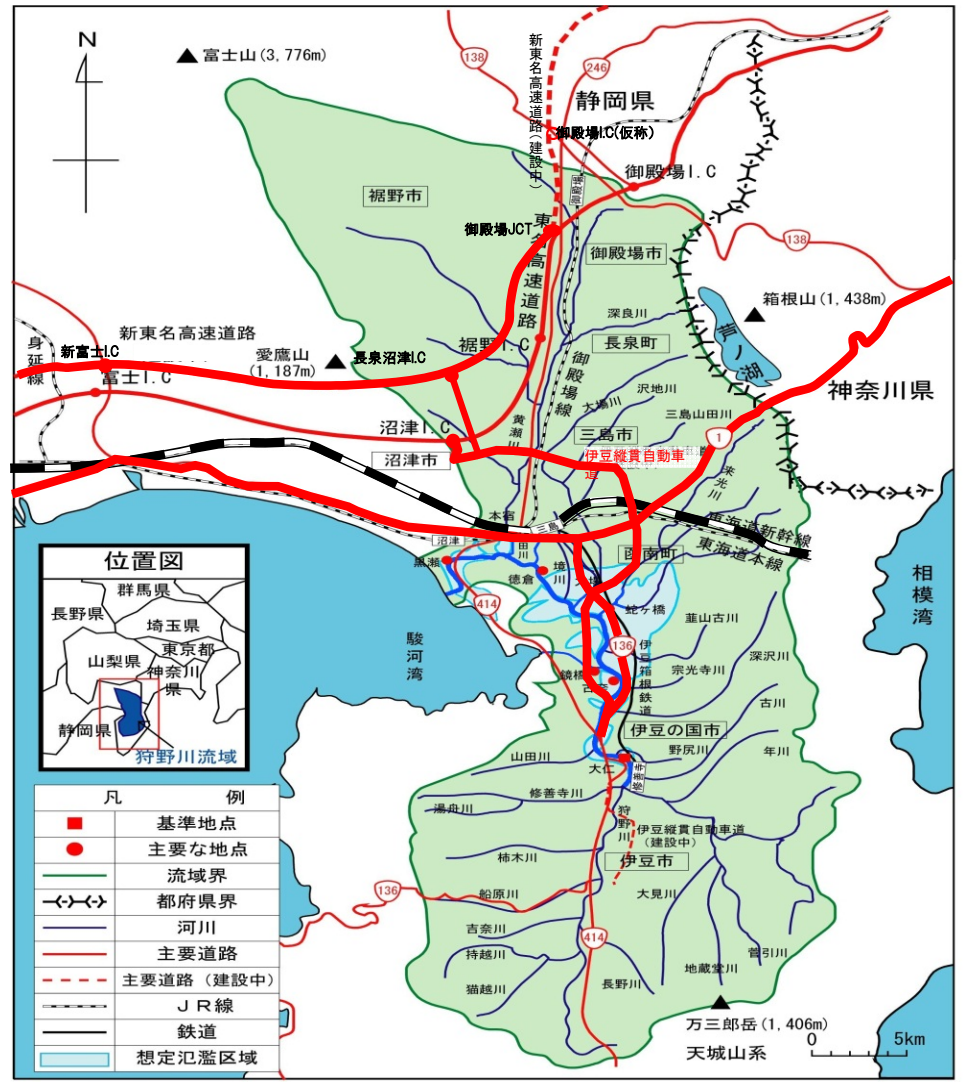 N
富士山(3,776m)
138
新東名高速道路(建設中)
246
静岡県
御殿場I.C(仮称)
御殿場I.C
裾野市
御殿場
御殿場JCT
東名高速道路
御殿場市
138
箱根山(1,438m)
芦ノ湖
深良川
長泉町
新東名高速道路
身延線
新富士I.C
富士I.C
愛鷹山
(1,187m)
長泉沼津I.C
裾野I.C
御殿場線
神奈川県
沢地川
大場川
三島山田川
黄瀬川
沼津I.C
三島市
1
沼津市
伊豆縦貫自動車
道
来光川
本宿
三島
東海道新幹線
東海道本線
沼津
函南町
黒瀬
徳倉
境川
相模湾
414
蛇ヶ橋
韮山古川
駿河湾
136
伊豆箱根鉄道
宗光寺川
深沢川
鏡橋
古川
伊豆の国市
山田川
野尻川
年川
大仁
修善寺
修善寺川
湯舟川
狩野川
伊豆縦貫自動車道
(建設中)
柿木川
伊豆市
136
船原川
大見川
吉奈川
414
持越川
菅引川
地蔵堂川
猫越川
長野川
万三郎岳(1,406m)
天城山系
0
5km
位置図
群馬県
長野県
埼玉県
東京都
山梨県
神奈川
県
静岡県
狩野川流域
凡 例
基準地点
主要な地点
流域界
都府県界
河川
主要道路
主要道路(建設中)
JR線
鉄道
想定氾濫区域